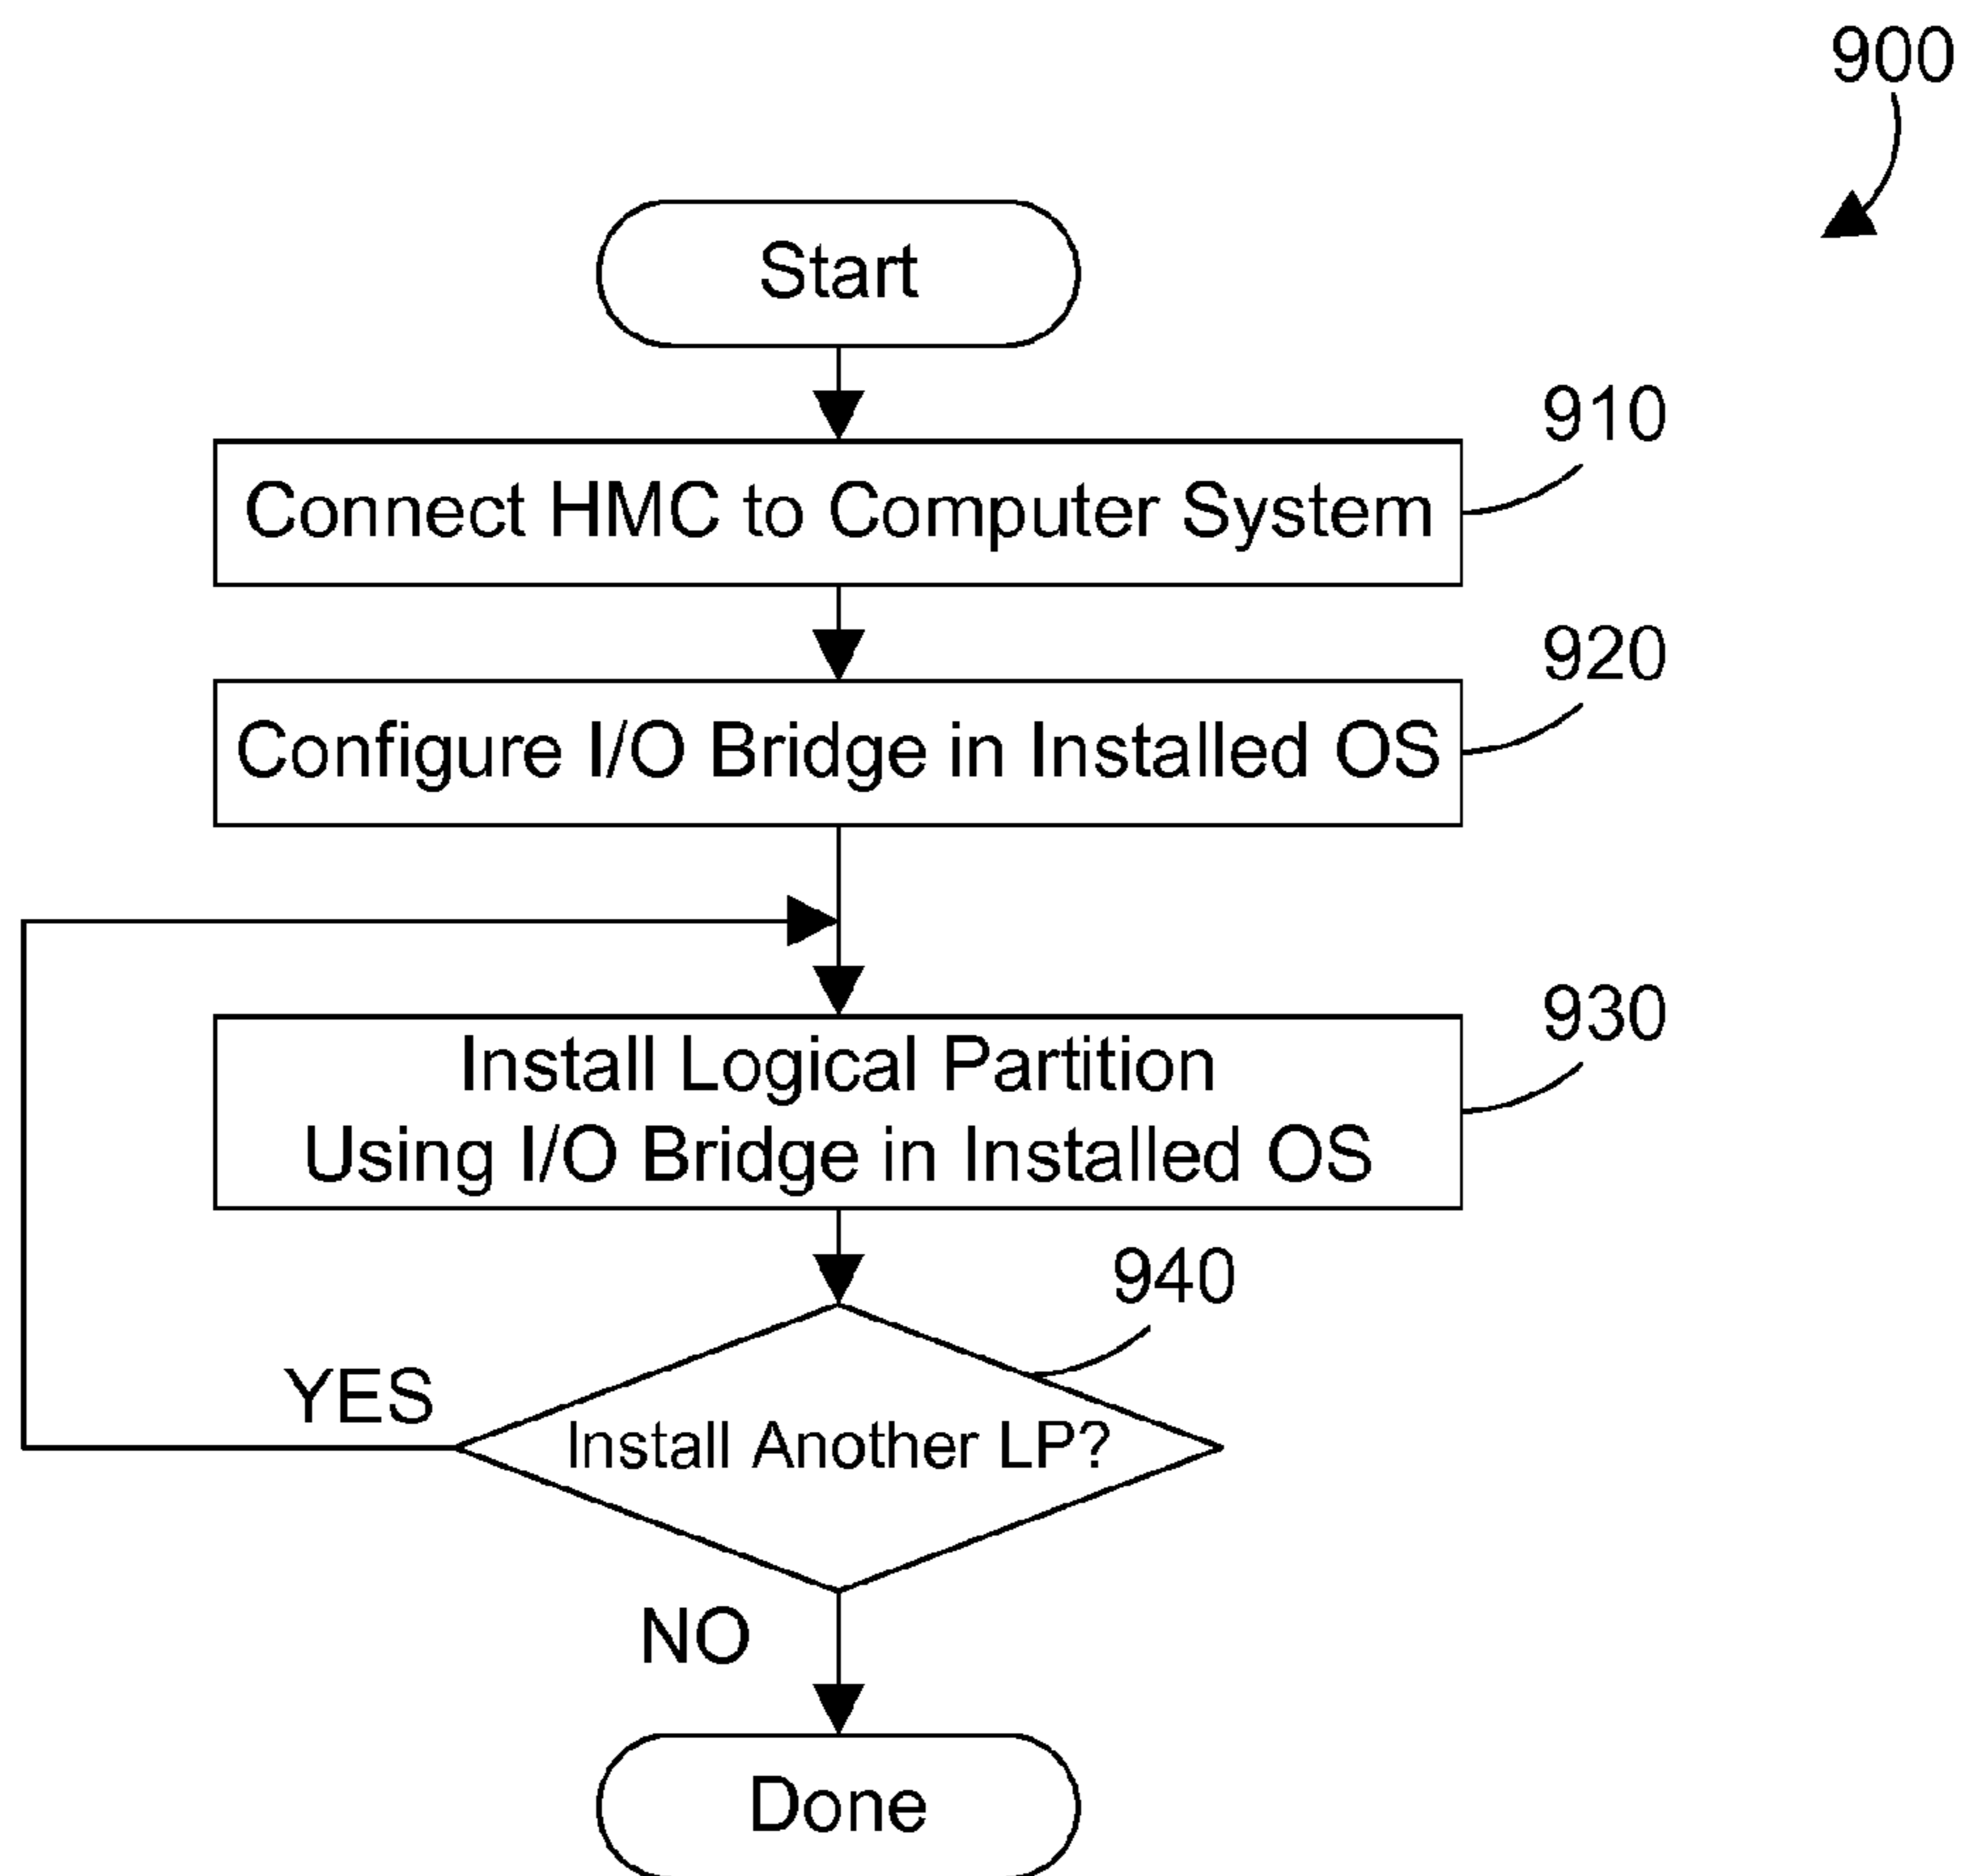 900
Start
910
Connect HMC to Computer System
920
Configure I/O Bridge in Installed OS
930
Install Logical Partition
Using I/O Bridge in Installed OS
940
YES
Install Another LP?
NO
Done